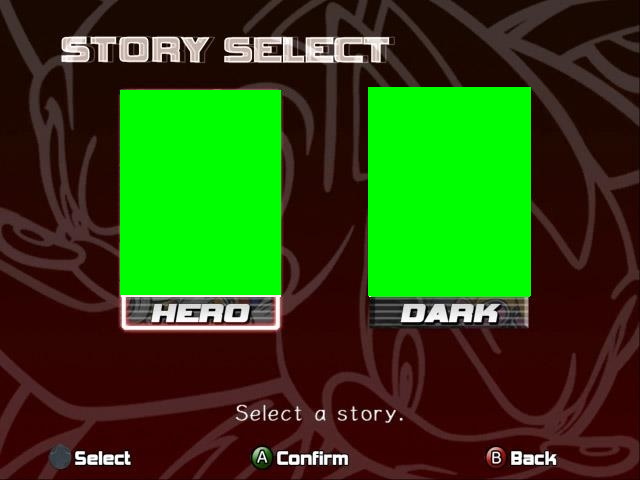 STORY SELECT
HERO
DARK
Select a story.
Select
A Confirm
B Back